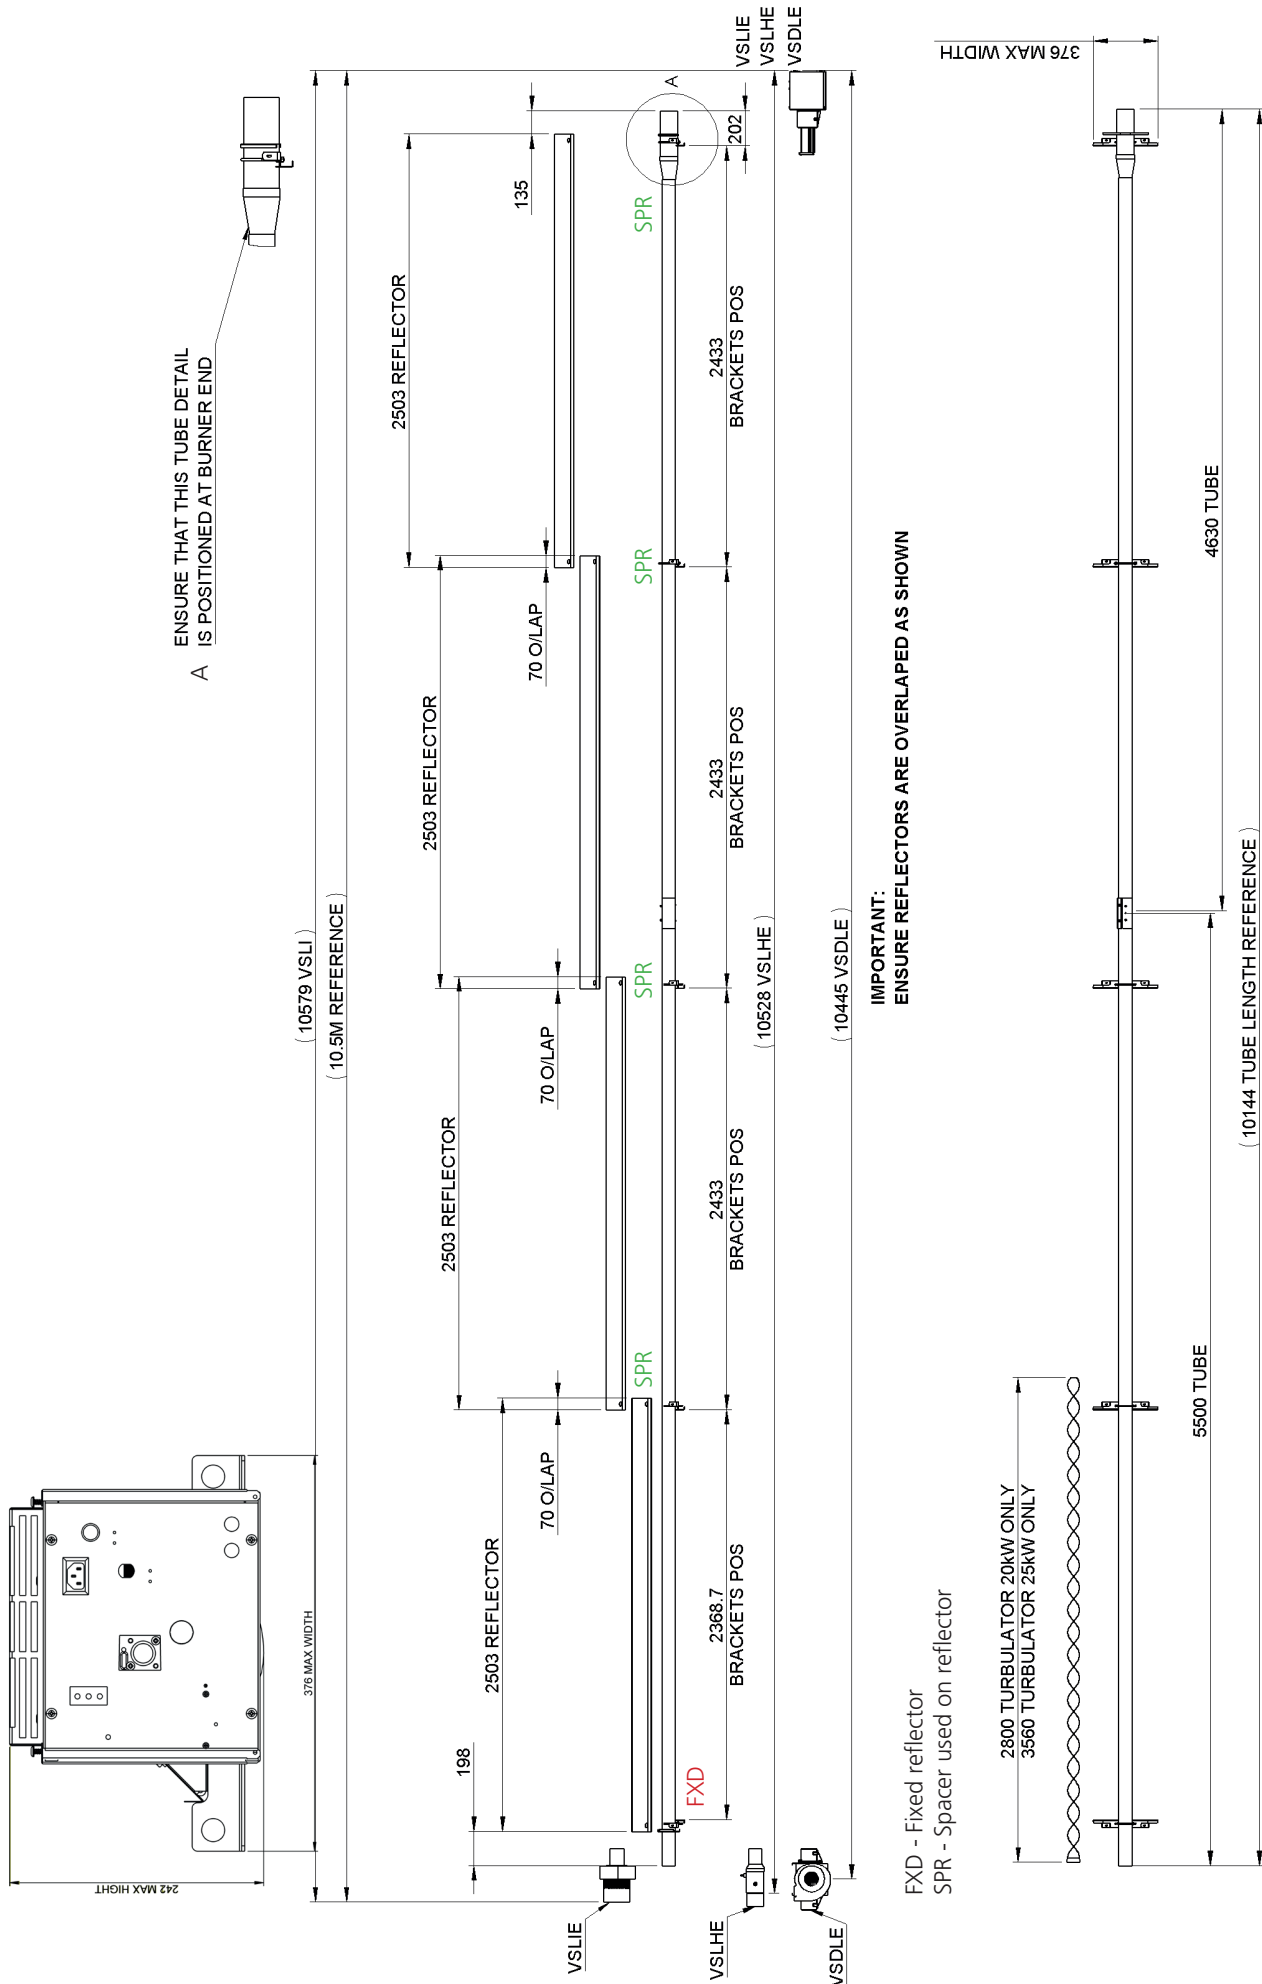 242 MAX HIGHT
376 MAX WIDTH
A
ENSURE THAT THIS TUBE DETAIL
IS POSITIONED AT BURNER END
( 10579 VSLI )
( 10.5M REFERENCE )
198
2503 REFLECTOR
2503 REFLECTOR
2503 REFLECTOR
2503 REFLECTOR
135
70 O/LAP
70 O/LAP
70 O/LAP
VSLIE
SPR
SPR
SPR
SPR
A
FXD
2368.7
BRACKETS POS
2433
BRACKETS POS
2433
BRACKETS POS
2433
BRACKETS POS
202
VSLIE
VSLHE
VSDLE
VSLHE
( 10528 VSLHE )
VSDLE
( 10445 VSDLE )
IMPORTANT:
ENSURE REFLECTORS ARE OVERLAPED AS SHOWN
FXD - Fixed reflector
SPR - Spacer used on reflector
376 MAX WIDTH
2800 TURBULATOR 20kW ONLY
3560 TURBULATOR 25kW ONLY
5500 TUBE
4630 TUBE
( 10144 TUBE LENGTH REFERENCE )